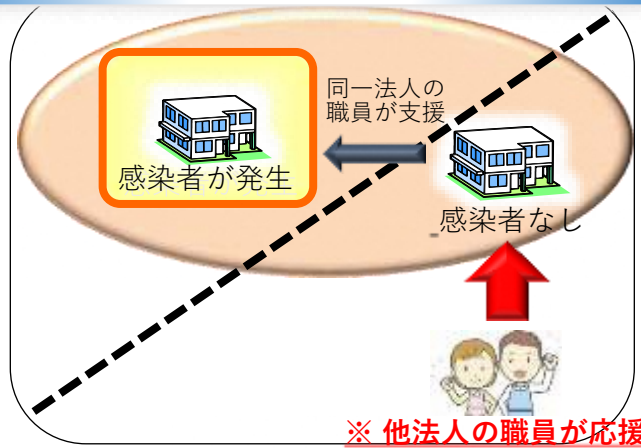 同一法人の
職員が支援
感染者が発生
感染者なし
※ 他法人の職員が応援